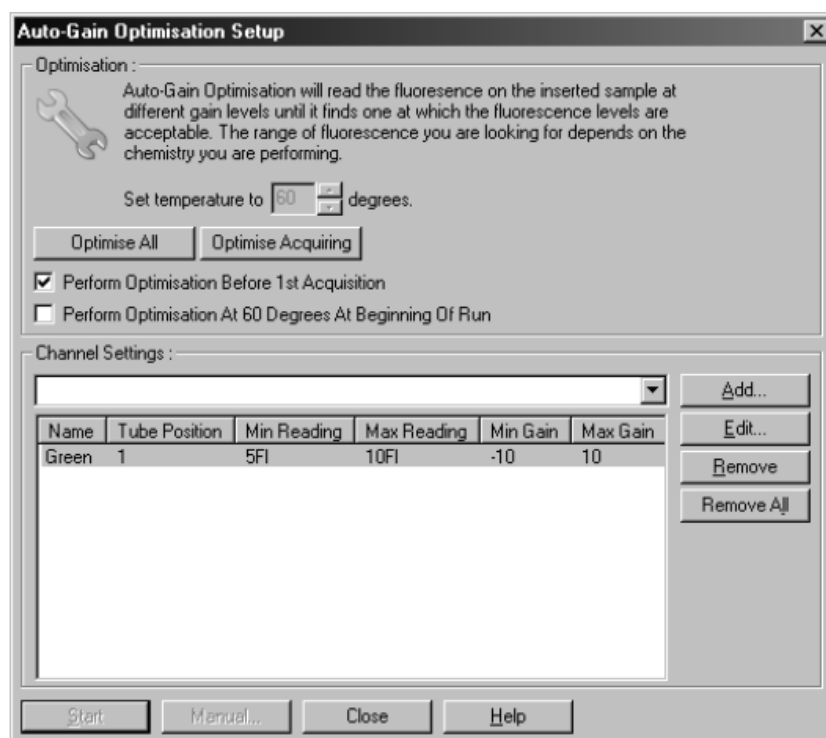 Auto-Gain Optimisation Setup
Optimisation :
Auto-Gain Optimisation will read the fluoresence on the inserted sample at
different gain levels until it finds one at which the fluorescence levels are
acceptable. The range of fluorescence you are looking for depends on the
chemistry you are performing.
Set temperature to 60 degrees.
Optimise All Optimise Acquiring
Perform Optimisation Before 1st Acquisition
Perform Optimisation At 60 Degrees At Beginning Of Run
Channel Settings :
Add...
Name Tube Position Min Reading Max Reading Min Gain Max Gain Edit...
Green 1 5Fl 10Fl -10 10
Remove
Remove All
Start Manual... Close Help